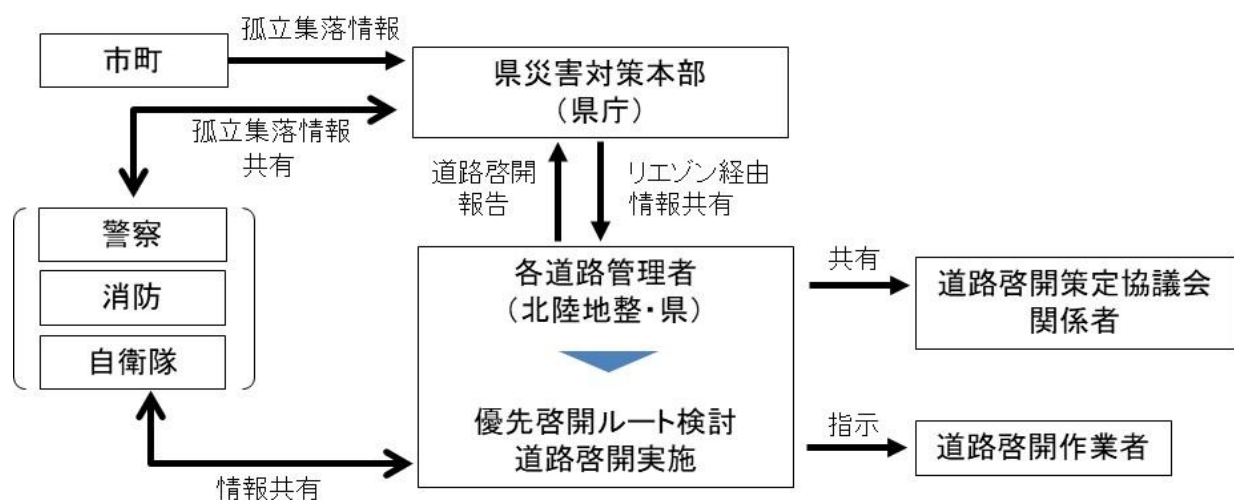 孤立集落情報
市町
県災害対策本部
（県庁）
孤立集落情報
共有
道路啓開
報告
リエゾン経由
情報共有
警察
消防
自衛隊
各道路管理者
（北陸地整・県）
共有
道路啓開策定協議会
関係者
優先啓開ルート検討
道路啓開実施
指示
道路啓開作業者
情報共有